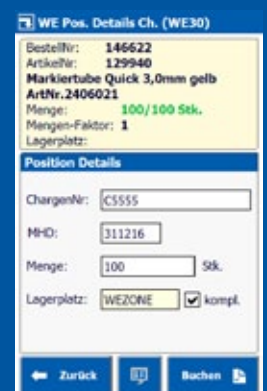 WE Pos. Details Ch. (WE30)
BestellNr: 146622
ArtikelNr: 129940
Markiertube Quick 3,0mm gelb
ArtNr.2406021
Menge: 100/100 Stk.
Mengen-Faktor: 1
Lagerplatz:
Position Details
ChargenNr: C5555
MHD: 311216
Menge: 100 Stk.
Lagerplatz: WEZONE kompl.
Zurück Buchen